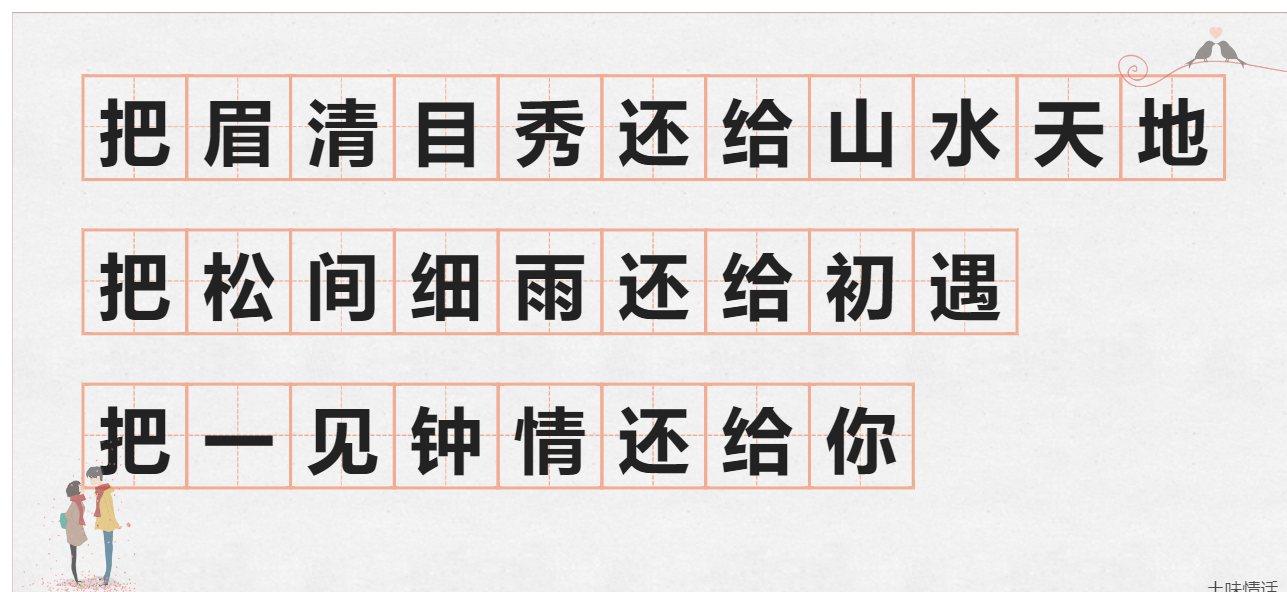 把眉清目秀还给山水天地
把松间细雨还给初遇
把一见钟情还给你
土味情话